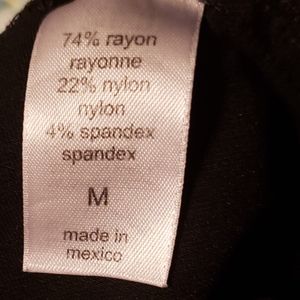 74% rayon
rayonne
22% nylon
nylon
4% spandex
spandex
M
made in
mexico